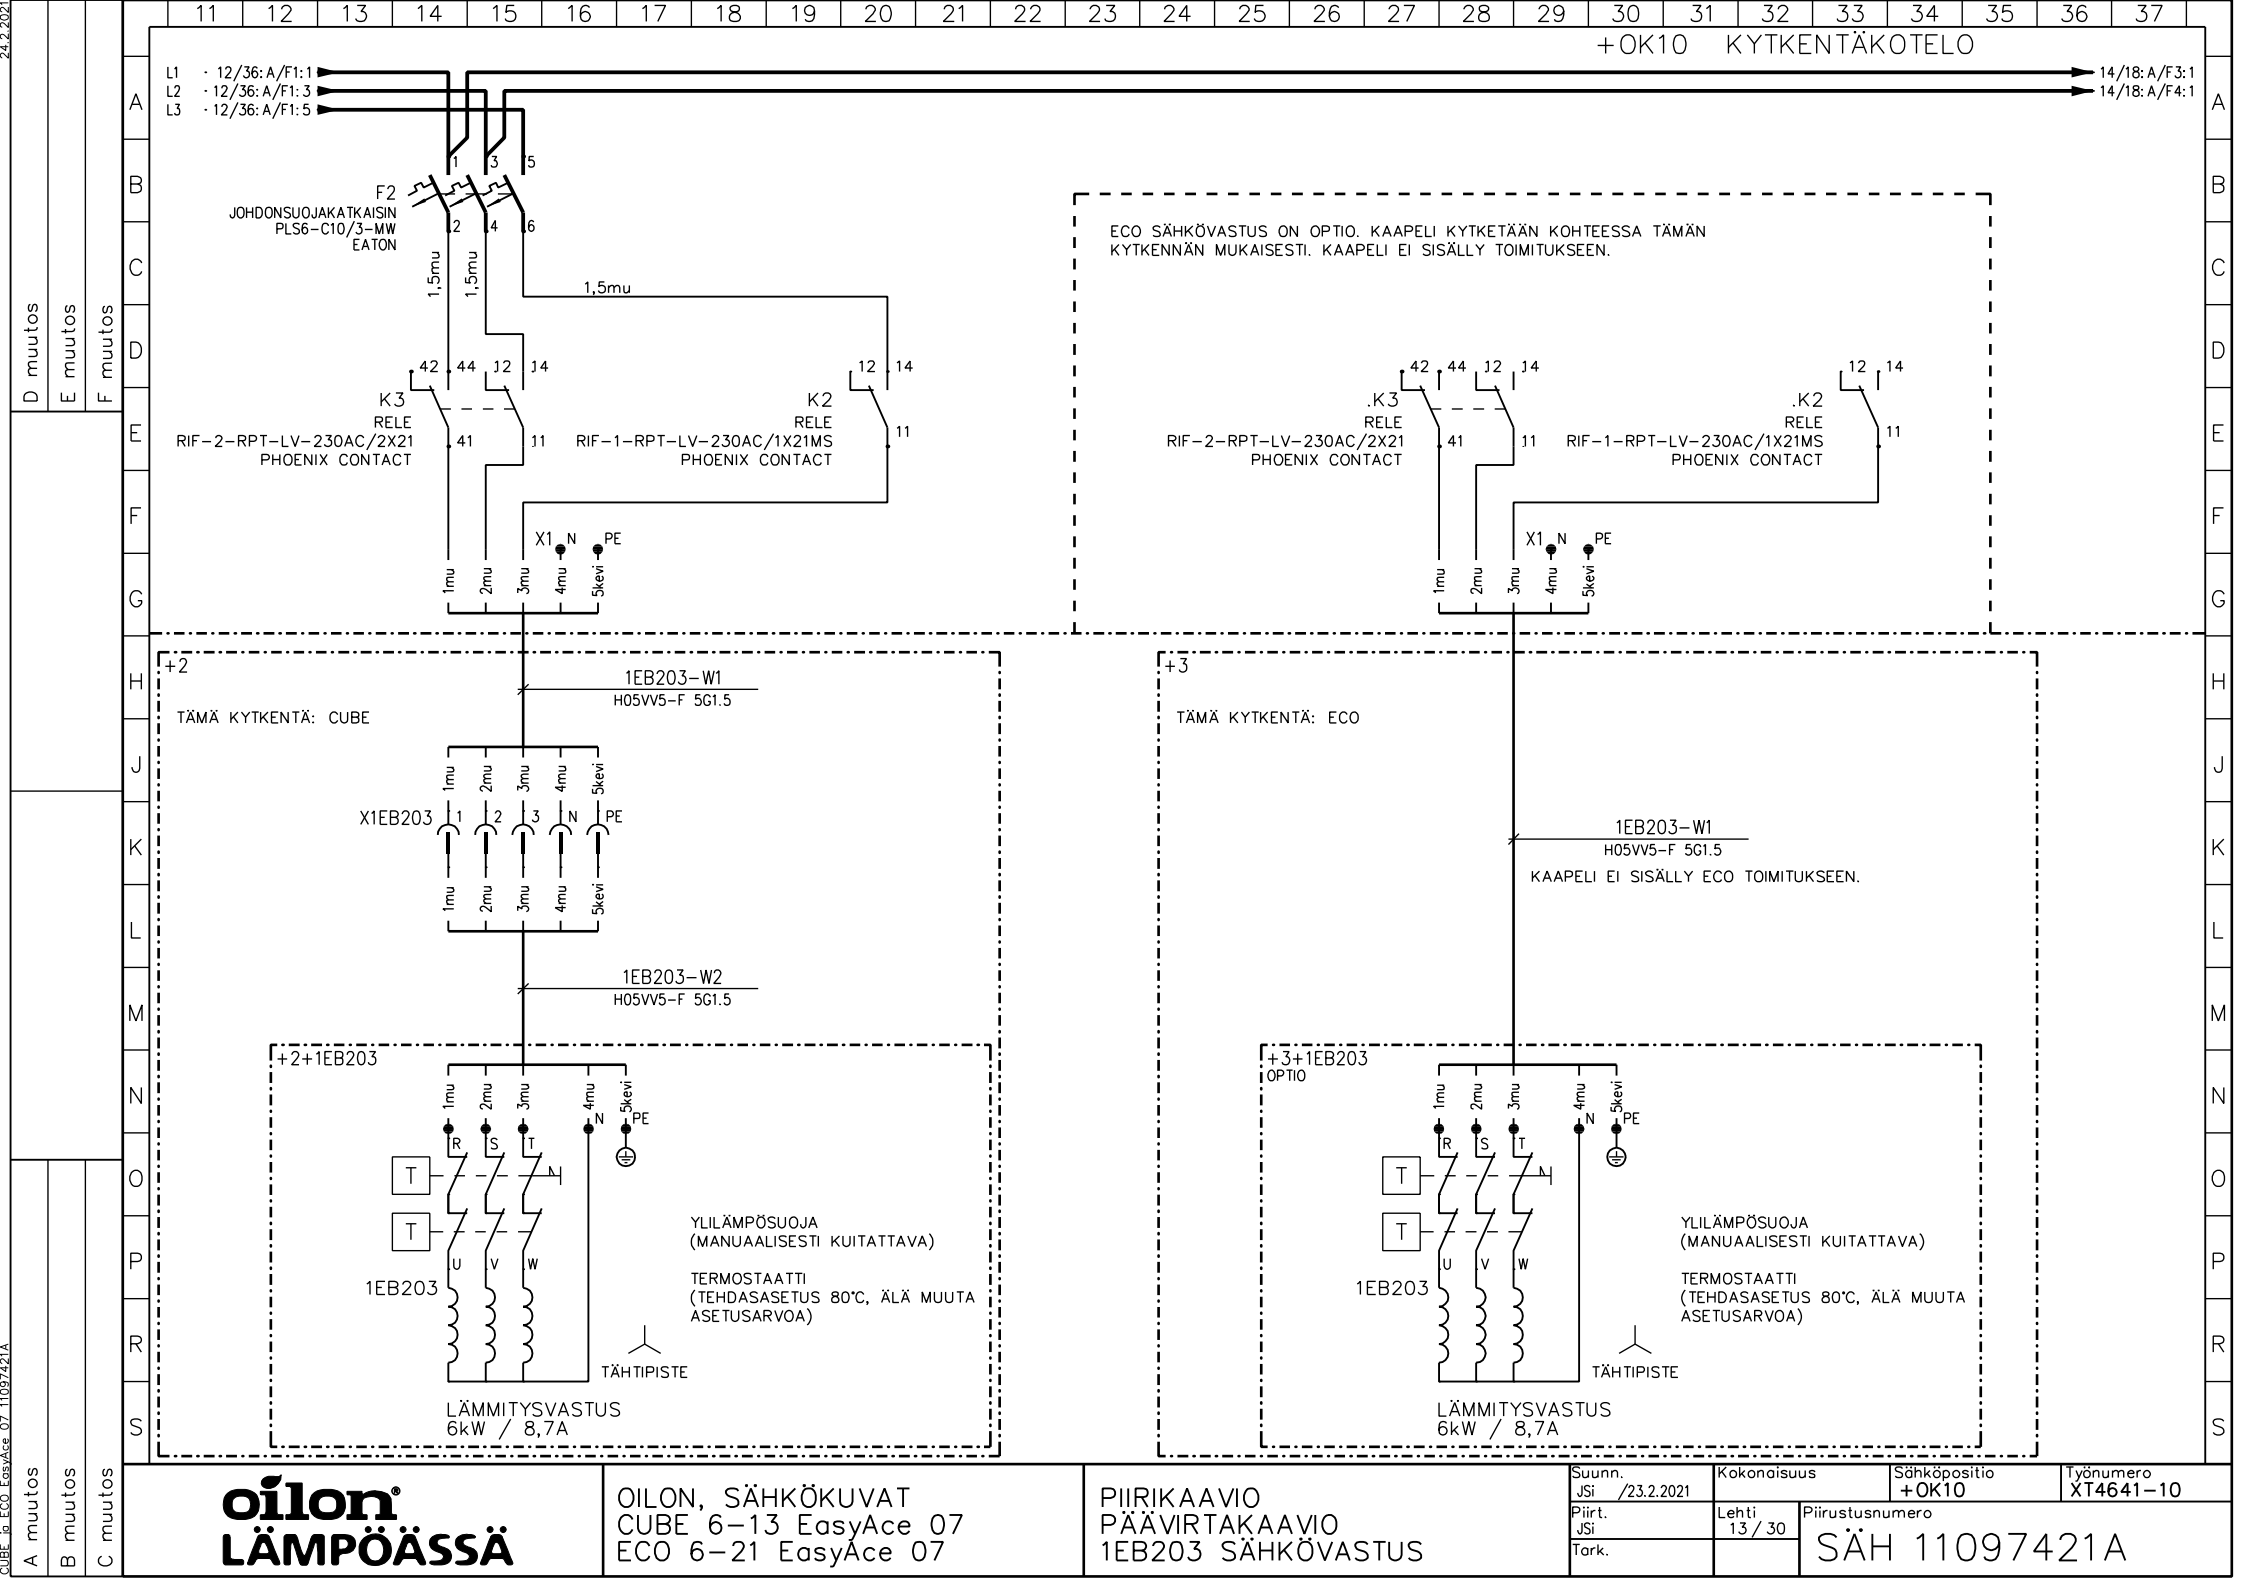 11 12 13 14 15 16 17 18 19 20 21 22 23 24 25 26 27 28 29 30 31 32 33 34 35 36 37
+OK10 KYTKENTÄKOTELO
24.2.2021
L1 - 12/36:A/F1:1
L2 - 12/36:A/F1:3
L3 - 12/36:A/F1:5
14/18:A/F3:1
14/18:A/F4:1
A
A
B
B
C
C
D
D
E
E
F
F
G
G
H
H
J
J
K
K
L
L
M
M
N
N
O
O
P
P
R
R
S
S
D muutos
E muutos
F muutos
A muutos
B muutos
C muutos
CUBE ja ECO EasyAce 07 11097421A
1 3 5
F2
JOHDONSUOJAKATKAISIN
PLS6-C10/3-MW
EATON
2 4 6
1,5mu
1,5mu
1,5mu
42 44 12 14
K3
RELE
RIF-2-RPT-LV-230AC/2X21
PHOENIX CONTACT
41 11
12 14
K2
RELE
RIF-1-RPT-LV-230AC/1X21MS
PHOENIX CONTACT
11
X1 N PE
1mu 2mu 3mu 4mu 5kevi
ECO SÄHKÖVASTUS ON OPTIO. KAAPELI KYTKETÄÄN KOHTEESSA TÄMÄN
KYTKENNÄN MUKAISESTI. KAAPELI EI SISÄLLY TOIMITUKSEEN.
42 44 12 14
.K3
RELE
RIF-2-RPT-LV-230AC/2X21
PHOENIX CONTACT
41 11
12 14
.K2
RELE
RIF-1-RPT-LV-230AC/1X21MS
PHOENIX CONTACT
11
X1 N PE
1mu 2mu 3mu 4mu 5kevi
+2
1EB203-W1
H05VV5-F 5G1.5
TÄMÄ KYTKENTÄ: CUBE
1mu 2mu 3mu 4mu 5kevi
X1EB203 1 2 3 N PE
1mu 2mu 3mu 4mu 5kevi
1EB203-W2
H05VV5-F 5G1.5
+2+1EB203
1mu 2mu 3mu 4mu 5kevi
N PE
R S T
T
T
U V W
1EB203
YLILÄMPÖSUOJA
(MANUAALISESTI KUITATTAVA)
TERMOSTAATTI
(TEHDASASETUS 80°C, ÄLÄ MUUTA
ASETUSARVOA)
TÄHTIPISTE
LÄMMITYSVASTUS
6kW / 8,7A
+3
TÄMÄ KYTKENTÄ: ECO
1EB203-W1
H05VV5-F 5G1.5
KAAPELI EI SISÄLLY ECO TOIMITUKSEEN.
+3+1EB203
OPTIO
1mu 2mu 3mu 4mu 5kevi
N PE
R S T
T
T
U V W
1EB203
YLILÄMPÖSUOJA
(MANUAALISESTI KUITATTAVA)
TERMOSTAATTI
(TEHDASASETUS 80°C, ÄLÄ MUUTA
ASETUSARVOA)
TÄHTIPISTE
LÄMMITYSVASTUS
6kW / 8,7A
oilon®
LÄMPÖÄSSÄ
OILON, SÄHKÖKUVAT
CUBE 6-13 EasyAce 07
ECO 6-21 EasyAce 07
PIIRIKAAVIO
PÄÄVIRTAKAAVIO
1EB203 SÄHKÖVASTUS
Suunn.
JSi /23.2.2021
Piirt.
JSi
Tark.
Kokonaisuus
Sähköpositio
+OK10
Työnumero
XT4641-10
Lehti
13/30
Piirustusnumero
SÄH 11097421A